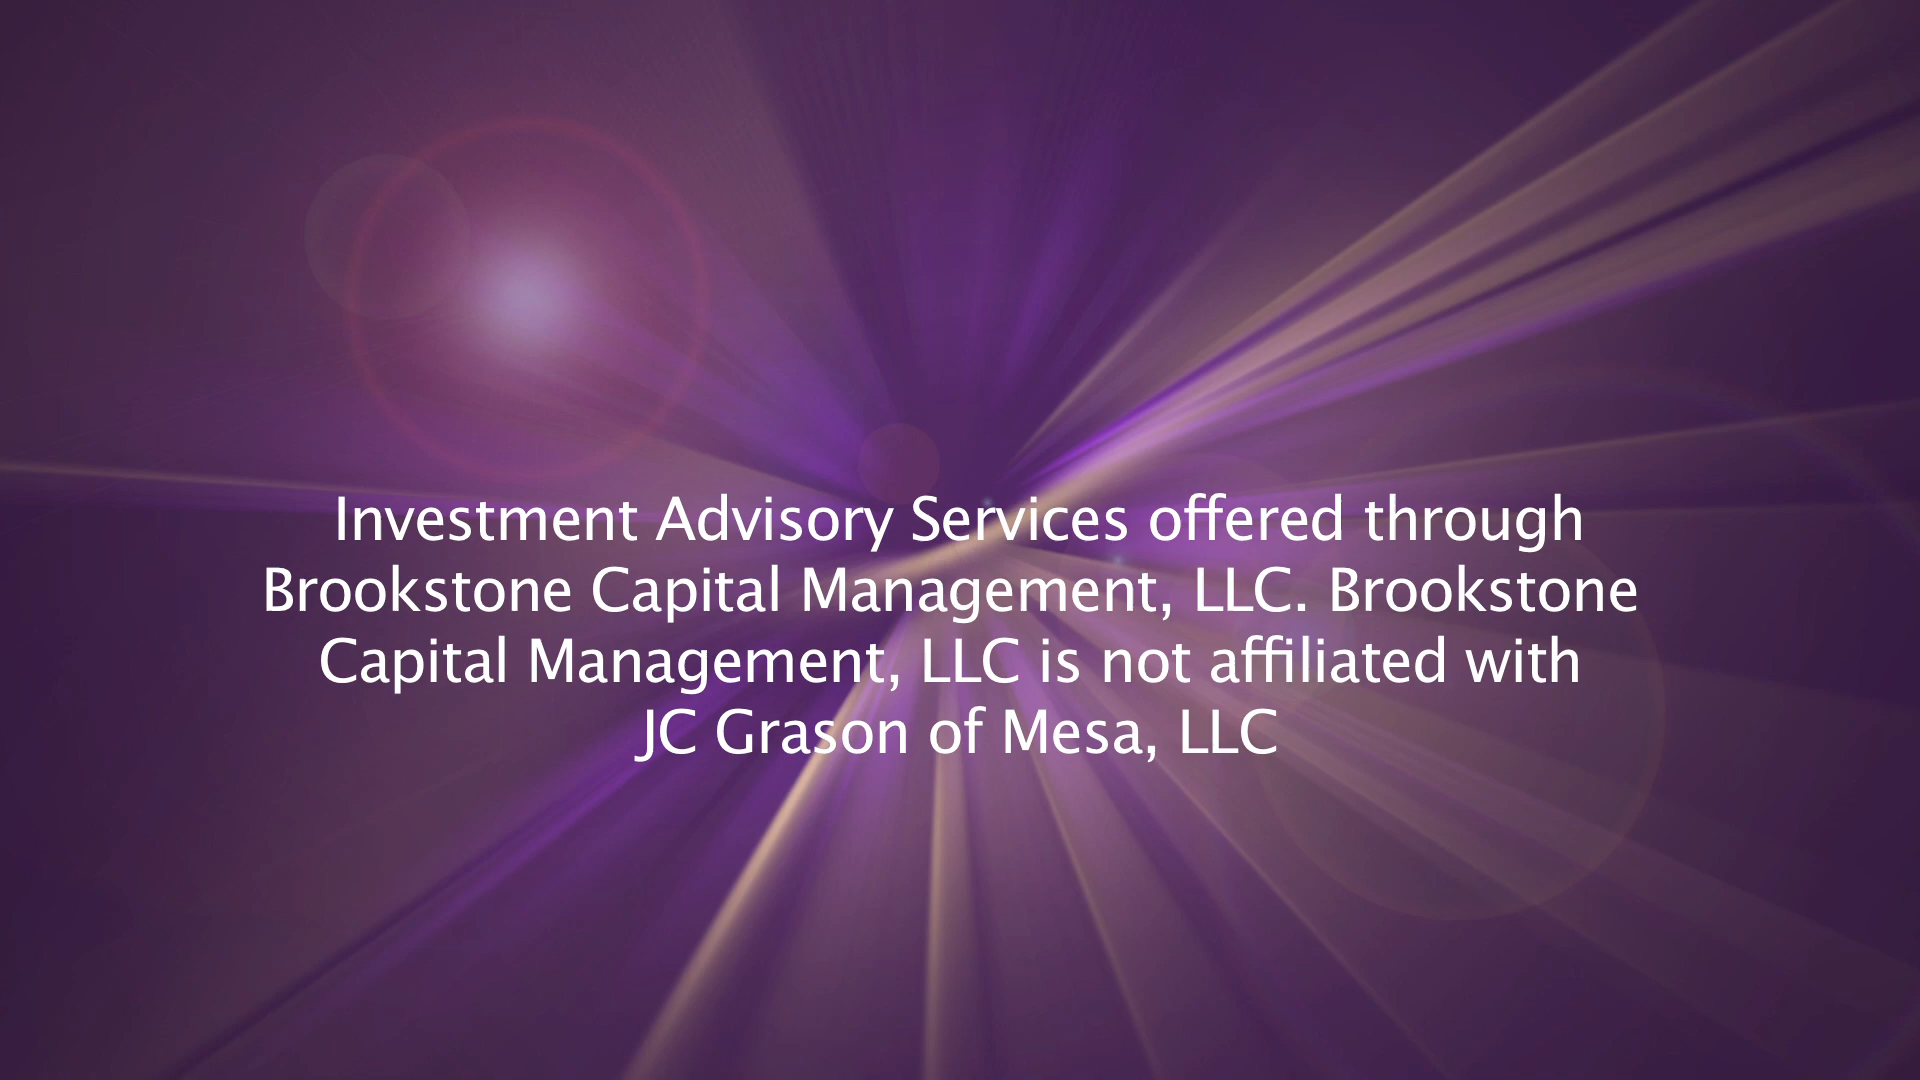 Investment Advisory Services offered through
Brookstone Capital Management, LLC. Brookstone
Capital Management, LLC is not affiliated with
JC Grason of Mesa, LLC